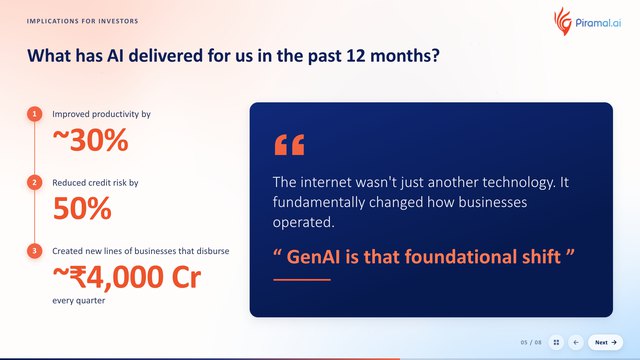 IMPLICATIONS FOR INVESTORS
Piramal.ai
What has AI delivered for us in the past 12 months?
1
Improved productivity by
~30%
2
Reduced credit risk by
50%
3
Created new lines of businesses that disburse
~₹4,000 Cr
every quarter
“
The internet wasn't just another technology. It
fundamentally changed how businesses
operated.
“ GenAI is that foundational shift ”
05 / 08
Next →